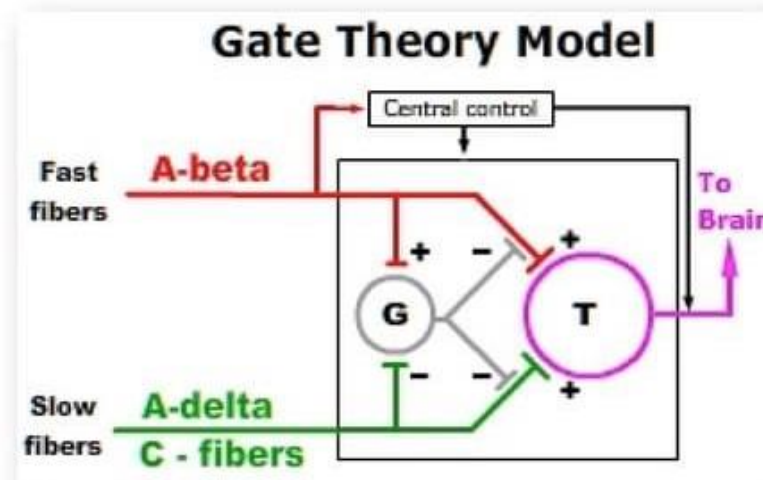 Gate Theory Model
Central control
Fast
fibers
A-beta
To
Brain
+
−
+
G
T
−
−
+
Slow
fibers
A-delta
C - fibers